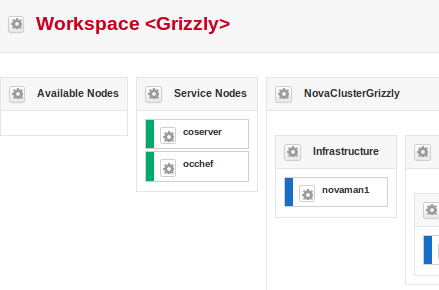 Workspace <Grizzly>
Available Nodes
Service Nodes
coserver
occhef
NovaClusterGrizzly
Infrastructure
novaman1